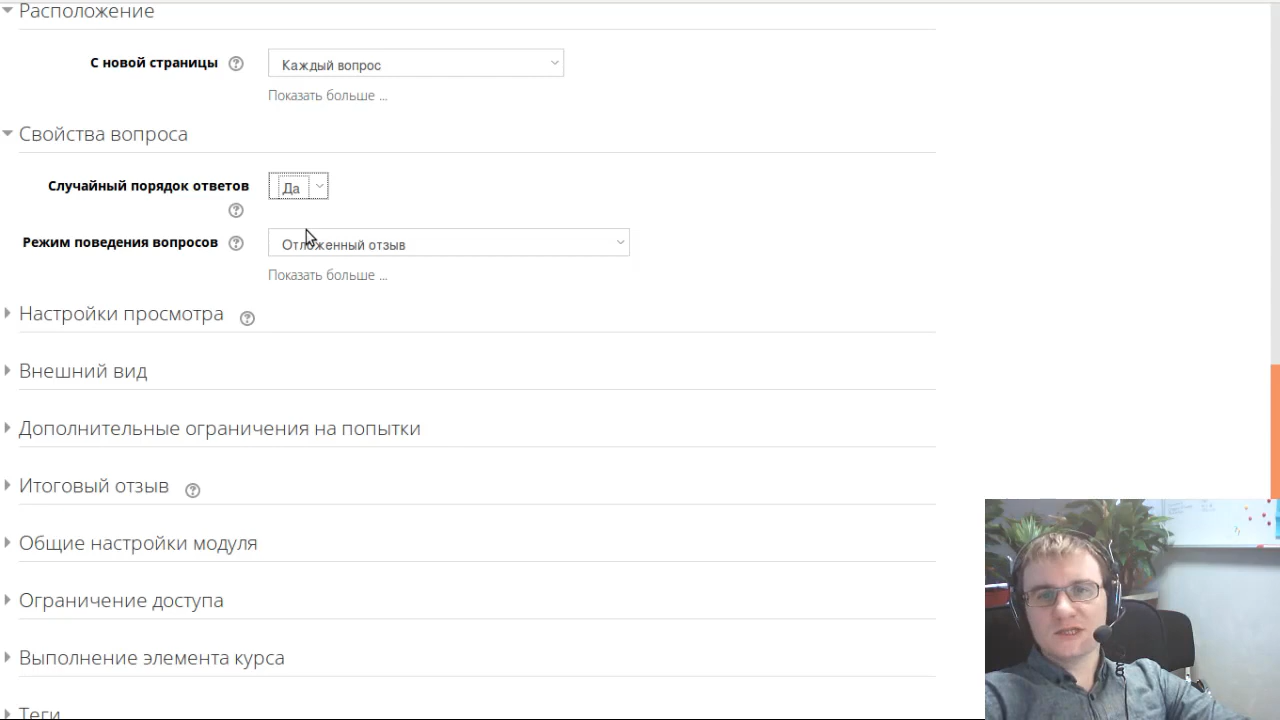 Расположение
С новой страницы
Каждый вопрос
Показать больше ...
Свойства вопроса
Случайный порядок ответов
Да
Режим поведения вопросов
Отложенный отзыв
Показать больше ...
Настройки просмотра
Внешний вид
Дополнительные ограничения на попытки
Итоговый отзыв
Общие настройки модуля
Ограничение доступа
Выполнение элемента курса
Теги